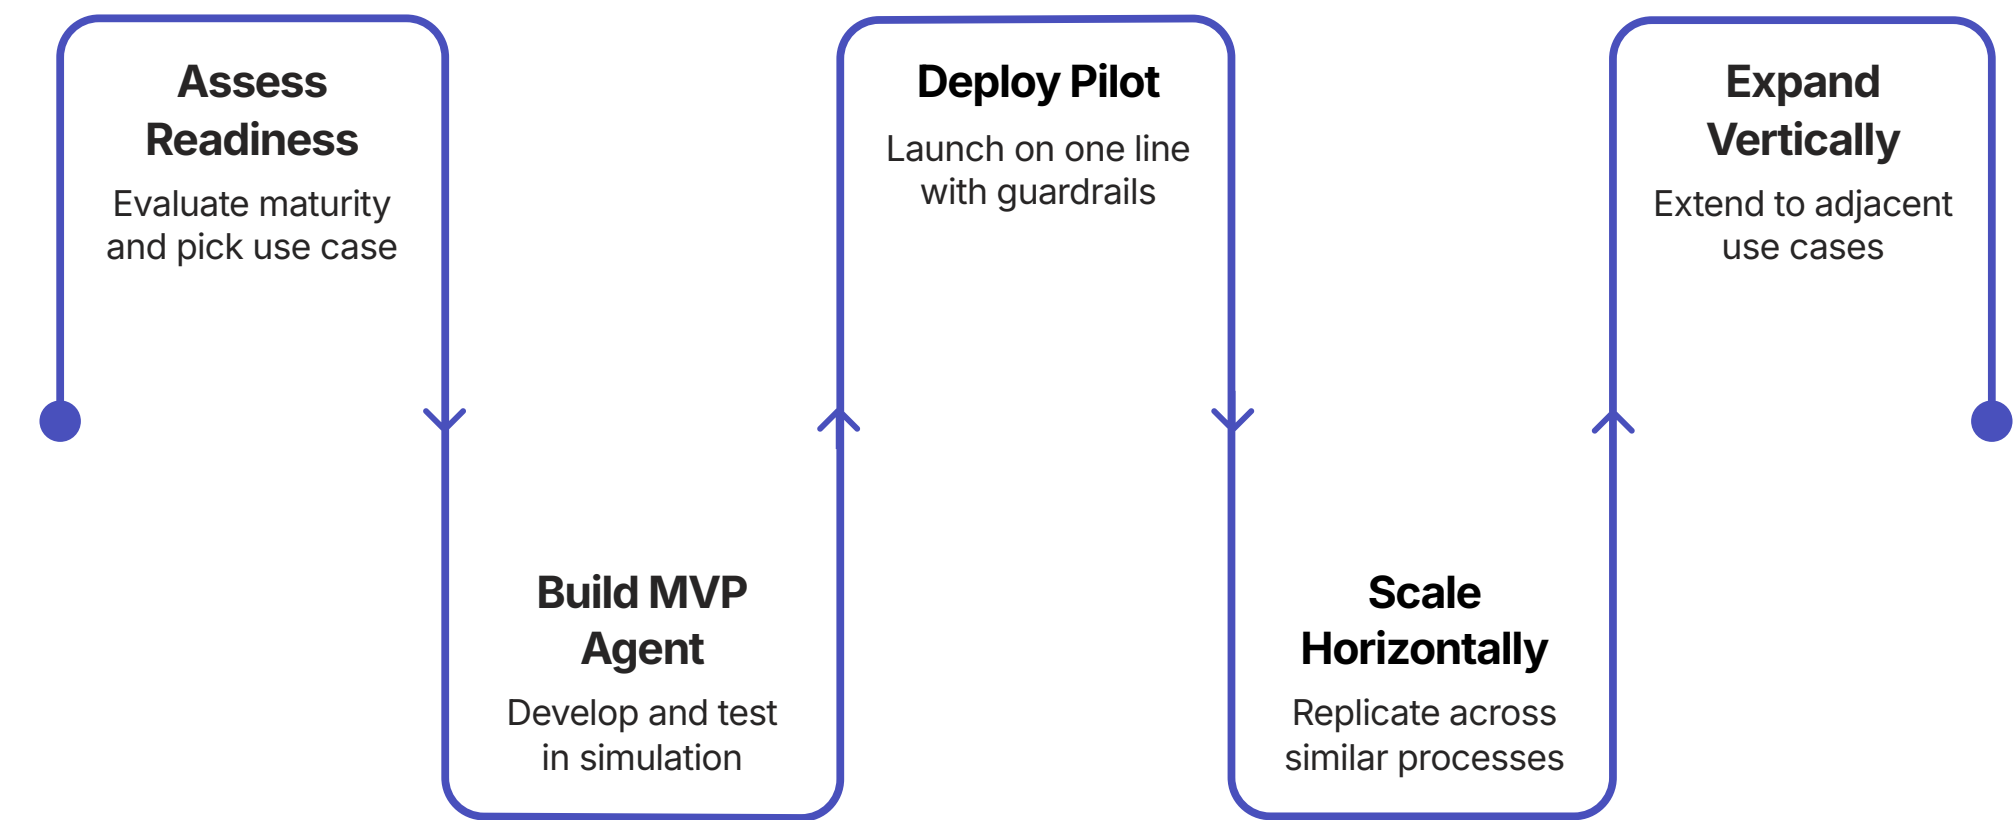 Assess
Readiness
Evaluate maturity
and pick use case
Build MVP
Agent
Develop and test
in simulation
Deploy Pilot
Launch on one line
with guardrails
Scale
Horizontally
Replicate across
similar processes
Expand
Vertically
Extend to adjacent
use cases